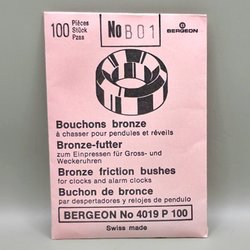 100 Pièces
Stück
Pzas
No B01
BERGEON
Bouchons bronze
à chasser pour pendules et réveils
Bronze-futter
zum Einpressen für Gross- und
Weckeruhren
Bronze friction bushes
for clocks and alarm clocks
Buchon de bronce
par despertadores y relojes de pendulo
BERGEON No 4019 P 100
Swiss made